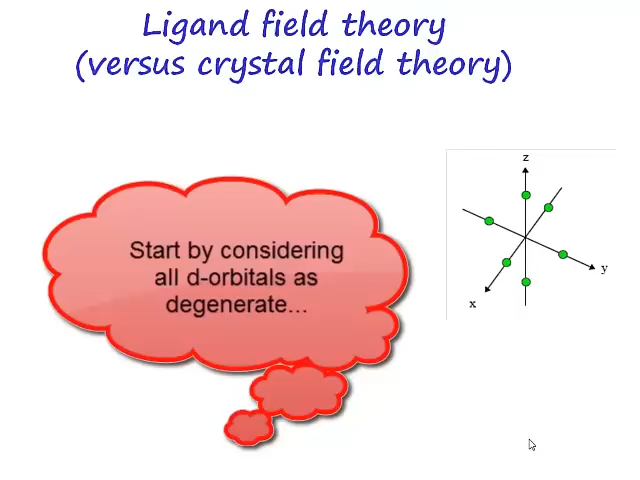 Ligand field theory
(versus crystal field theory)
Start by considering
all d-orbitals as
degenerate...
z
y
x